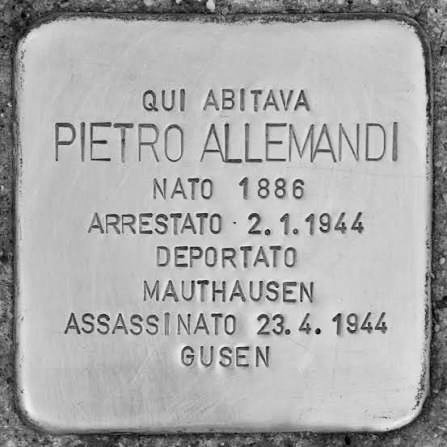 QUI ABITAVA
PIETRO ALLEMANDI
NATO 1886
ARRESTATO 2.1.1944
DEPORTATO
MAUTHAUSEN
ASSASSINATO 23.4.1944
GUSEN